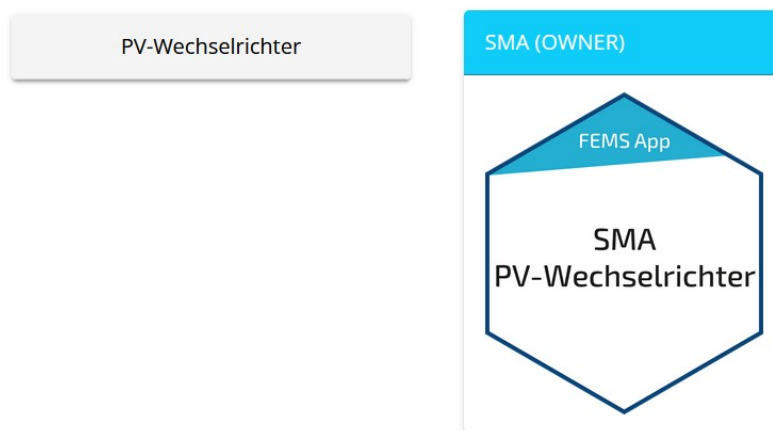 PV-Wechselrichter
SMA (OWNER)
FEMS App
SMA
PV-Wechselrichter